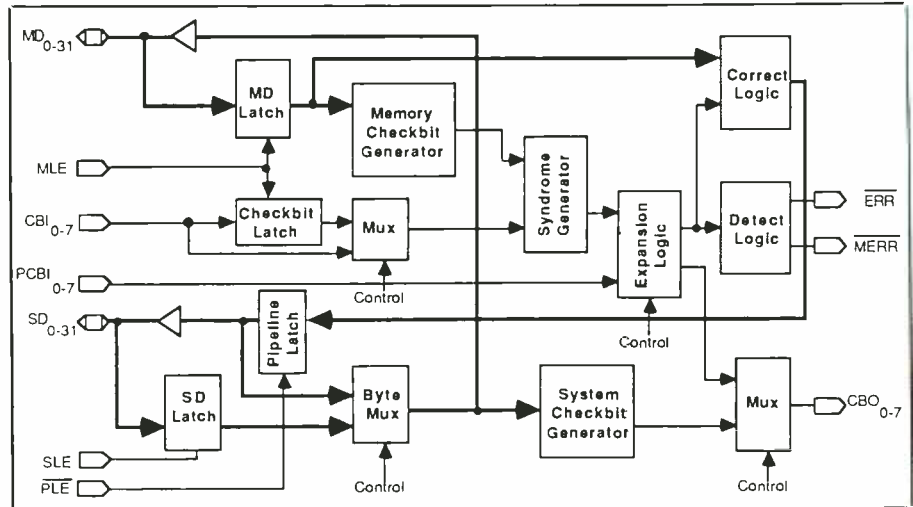 MD0-31
MD
Latch
Memory
Checkbit
Generator
Correct
Logic
MLE
Syndrome
Generator
CBI0-7
Checkbit
Latch
Mux
Expansion
Logic
Detect
Logic
ERR
MERR
PCBI0-7
Control
SD0-31
Pipeline
Latch
Control
SD
Latch
Byte
Mux
System
Checkbit
Generator
Mux
CBO0-7
SLE
PLE
Control
Control